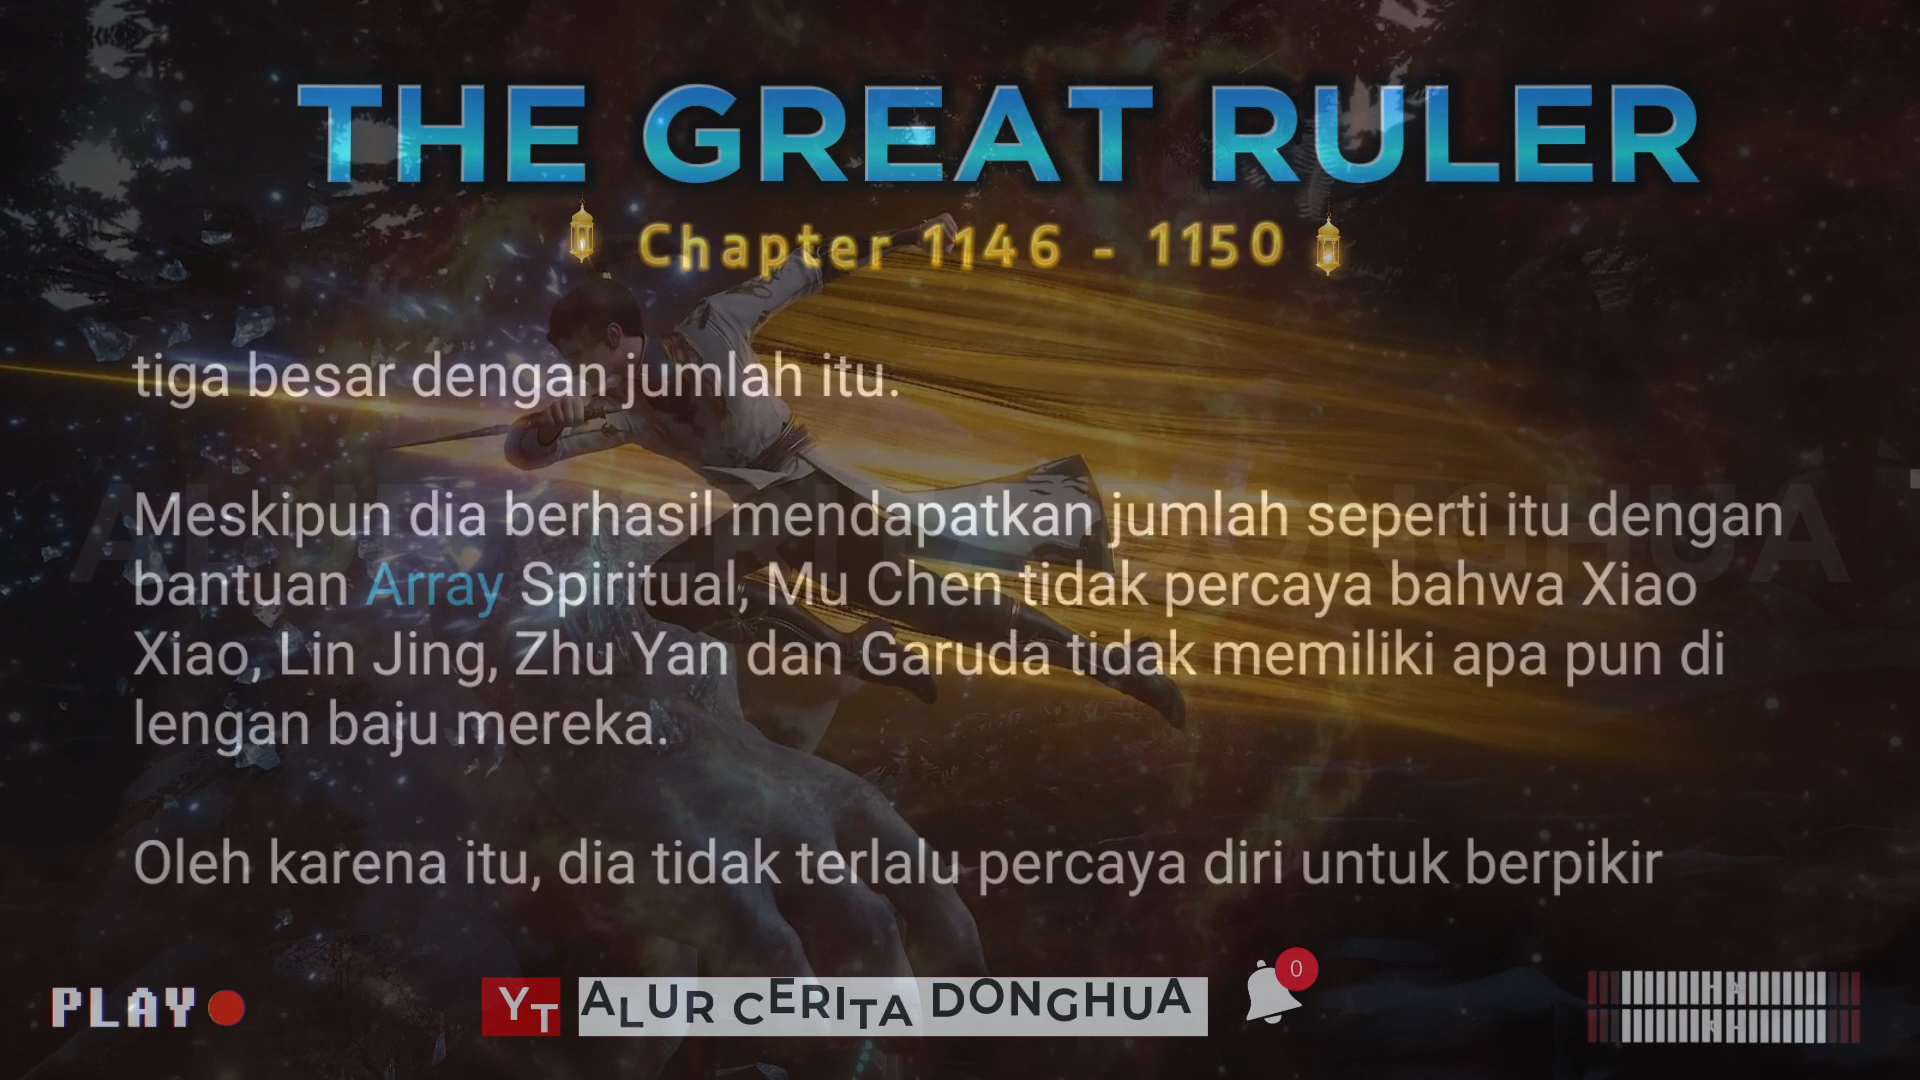 THE GREAT RULER
Chapter 1146 - 1150
tiga besar dengan jumlah itu.
Meskipun dia berhasil mendapatkan jumlah seperti itu dengan
bantuan Array Spiritual, Mu Chen tidak percaya bahwa Xiao
Xiao, Lin Jing, Zhu Yan dan Garuda tidak memiliki apa pun di
lengan baju mereka.
Oleh karena itu, dia tidak terlalu percaya diri untuk berpikir
ALUR CERITA DONGHUA
PLAY
YT ALUR CERITA DONGHUA
0